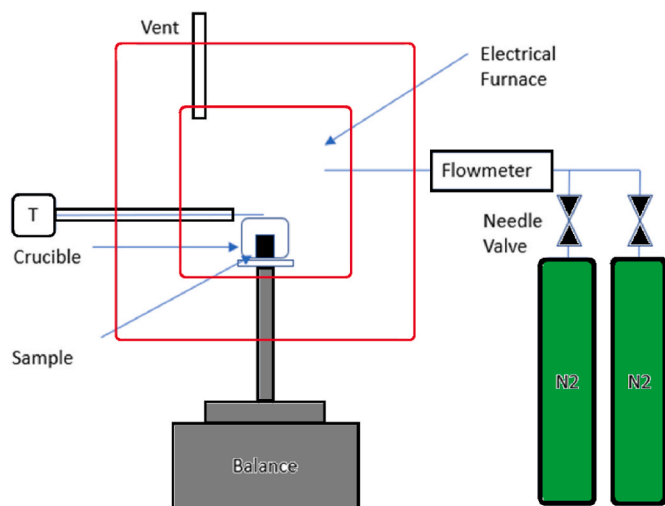 Vent
Electrical
Furnace
Flowmeter
T
Needle
Valve
Crucible
Sample
N2
N2
Balance